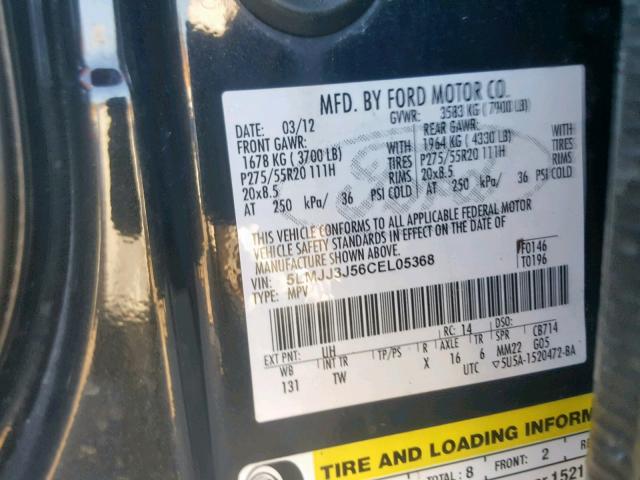 MFD. BY FORD MOTOR CO.
DATE: 03/12 GVWR: 3583 KG ( 7900 LB)
FRONT GAWR: REAR GAWR:
1678 KG ( 3700 LB) WITH 1964 KG ( 4330 LB) WITH
P275/55R20 111H TIRES P275/55R20 111H TIRES
20x8.5 RIMS 20x8.5 RIMS
AT 250 kPa/ 36 PSI COLD AT 250 kPa/ 36 PSI COLD
THIS VEHICLE CONFORMS TO ALL APPLICABLE FEDERAL MOTOR
VEHICLE SAFETY STANDARDS IN EFFECT ON THE DATE OF
MANUFACTURE SHOWN ABOVE.
VIN: 5LMJJ3J56CEL05368 F0146
TYPE: MPV T0196
EXT PNT: UH RC: 14 DSO:
WB INT TR TP/PS R AXLE TR SPR CB714
131 TW X 16 6 MM22 G05
UTC ▽5U5A-1520472-BA
TIRE AND LOADING INFORM
TOTAL: 8 FRONT: 2
1521